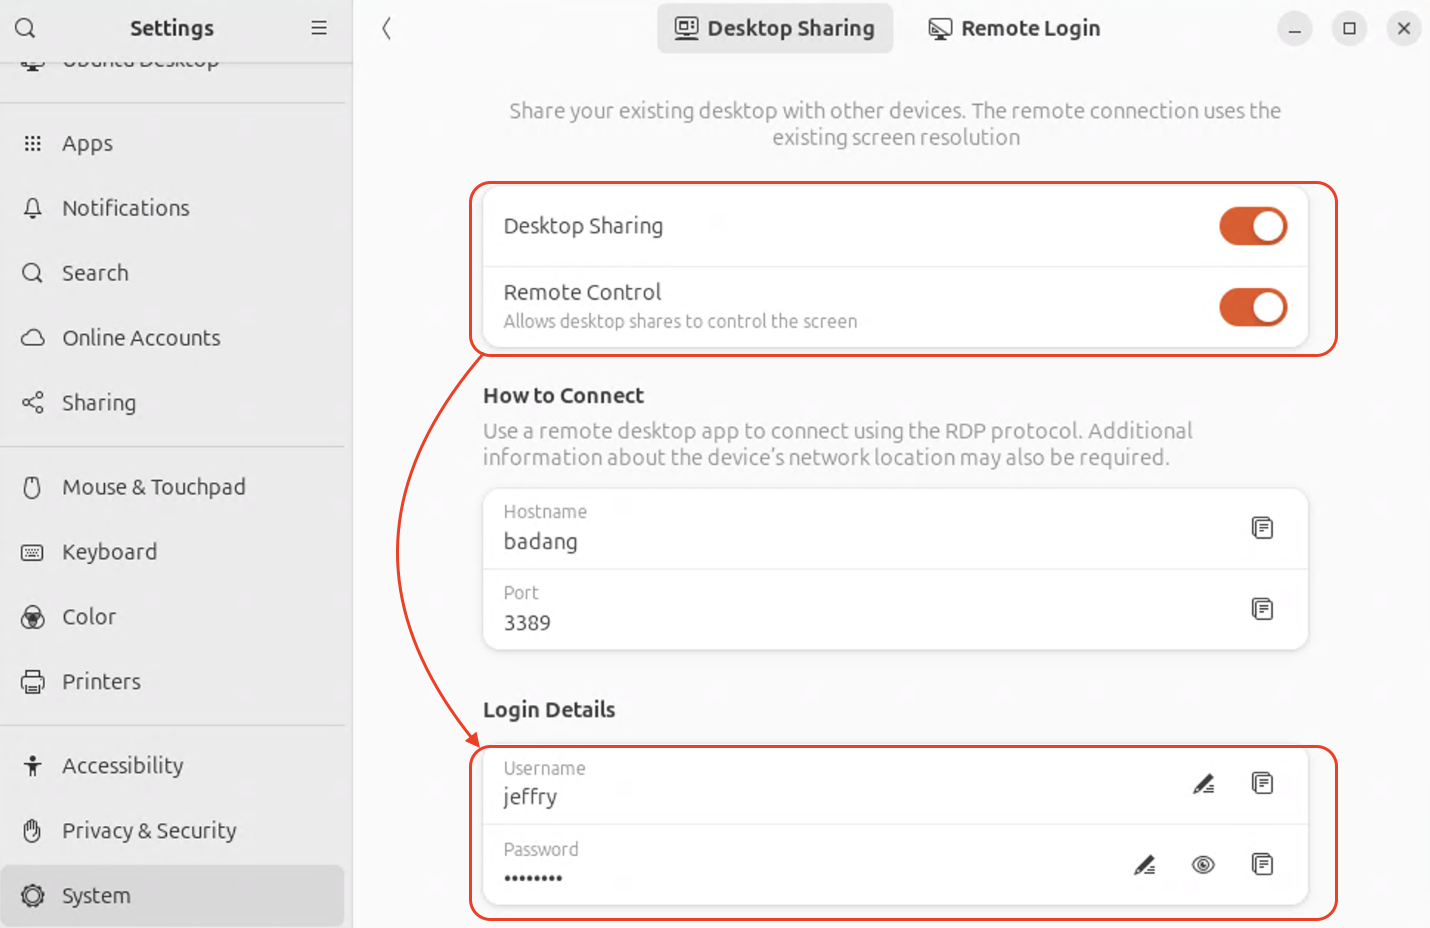 Settings
Ubuntu Desktop
Apps
Notifications
Search
Online Accounts
Sharing
Mouse & Touchpad
Keyboard
Color
Printers
Accessibility
Privacy & Security
System
Desktop Sharing
Remote Login
Share your existing desktop with other devices. The remote connection uses the
existing screen resolution
Desktop Sharing
Remote Control
Allows desktop shares to control the screen
How to Connect
Use a remote desktop app to connect using the RDP protocol. Additional
information about the device’s network location may also be required.
Hostname
badang
Port
3389
Login Details
Username
jeffry
Password
••••••••